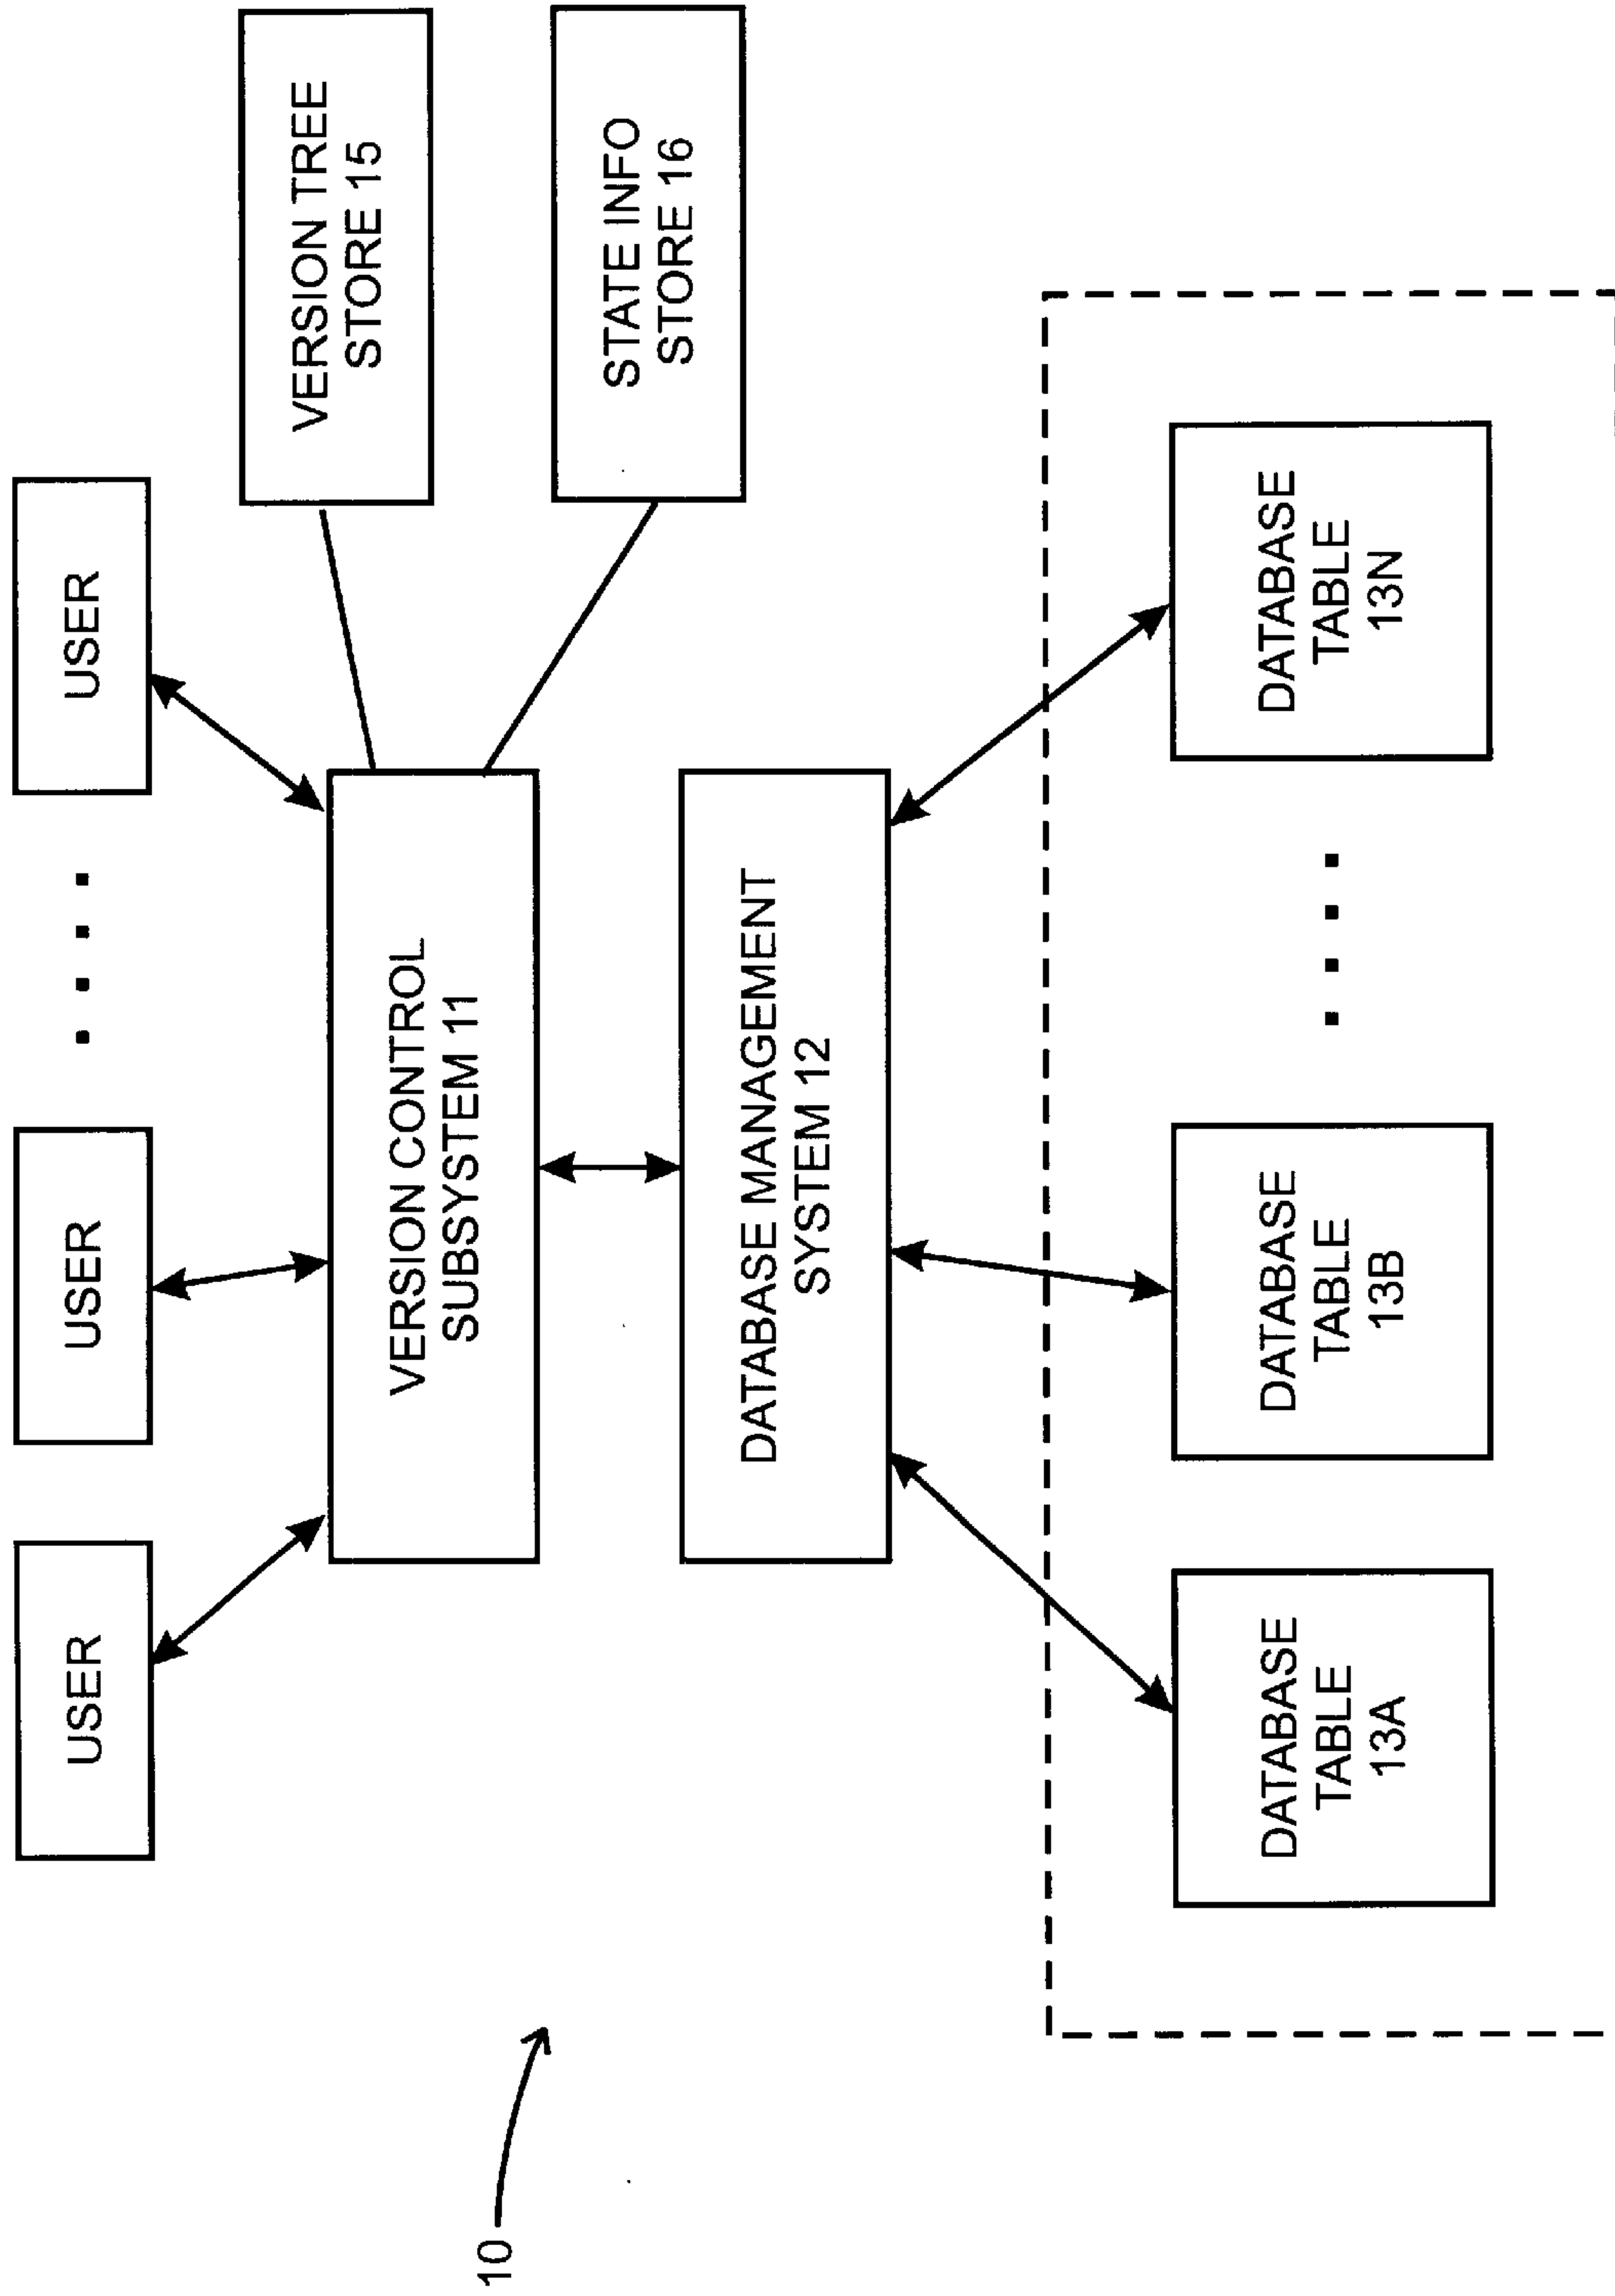 USER
USER
USER
VERSION TREE
STORE 15
VERSION CONTROL
SUBSYSTEM 11
STATE INFO
STORE 16
10
DATABASE MANAGEMENT
SYSTEM 12
DATABASE
TABLE
13A
DATABASE
TABLE
13B
DATABASE
TABLE
13N